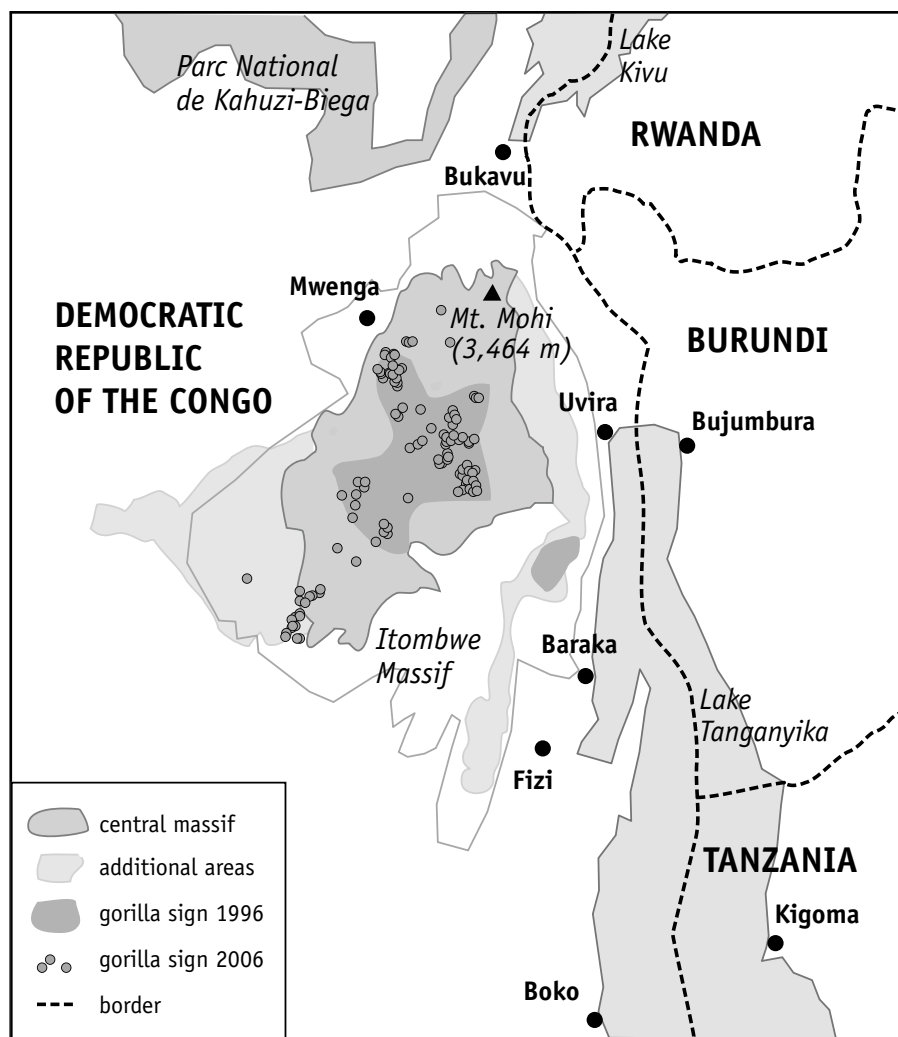 Parc National
de Kahuzi-Biega
Lake
Kivu
RWANDA
Bukavu
Mwenga
DEMOCRATIC
REPUBLIC
OF THE CONGO
Mt. Mohi
(3,464 m)
BURUNDI
Uvira
Bujumbura
Itombwe
Massif
Baraka
Lake
Tanganyika
Fizi
TANZANIA
Kigoma
Boko
central massif
additional areas
gorilla sign 1996
gorilla sign 2006
border